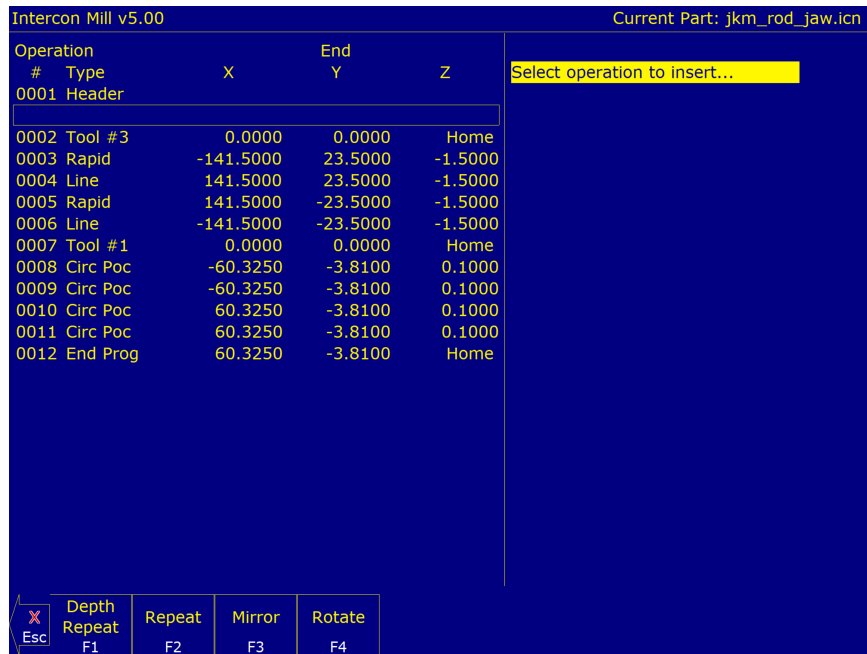 Intercon Mill v5.00 Current Part: jkm_rod_jaw.icn
Operation End
# Type X Y Z Select operation to insert...
0001 Header
0002 Tool #3 0.0000 0.0000 Home
0003 Rapid -141.5000 23.5000 -1.5000
0004 Line 141.5000 23.5000 -1.5000
0005 Rapid 141.5000 -23.5000 -1.5000
0006 Line -141.5000 -23.5000 -1.5000
0007 Tool #1 0.0000 0.0000 Home
0008 Circ Poc -60.3250 -3.8100 0.1000
0009 Circ Poc -60.3250 -3.8100 0.1000
0010 Circ Poc 60.3250 -3.8100 0.1000
0011 Circ Poc 60.3250 -3.8100 0.1000
0012 End Prog 60.3250 -3.8100 Home
X Esc
Depth
Repeat
F1
Repeat
F2
Mirror
F3
Rotate
F4